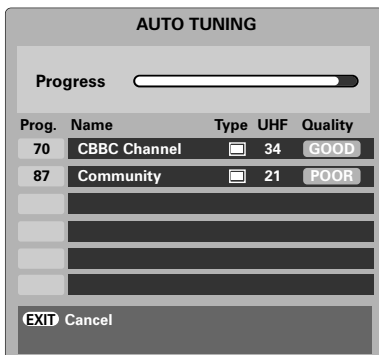 AUTO TUNING
Progress
Prog. Name Type UHF Quality
70 CBBC Channel 34 GOOD
87 Community 21 POOR
EXIT Cancel